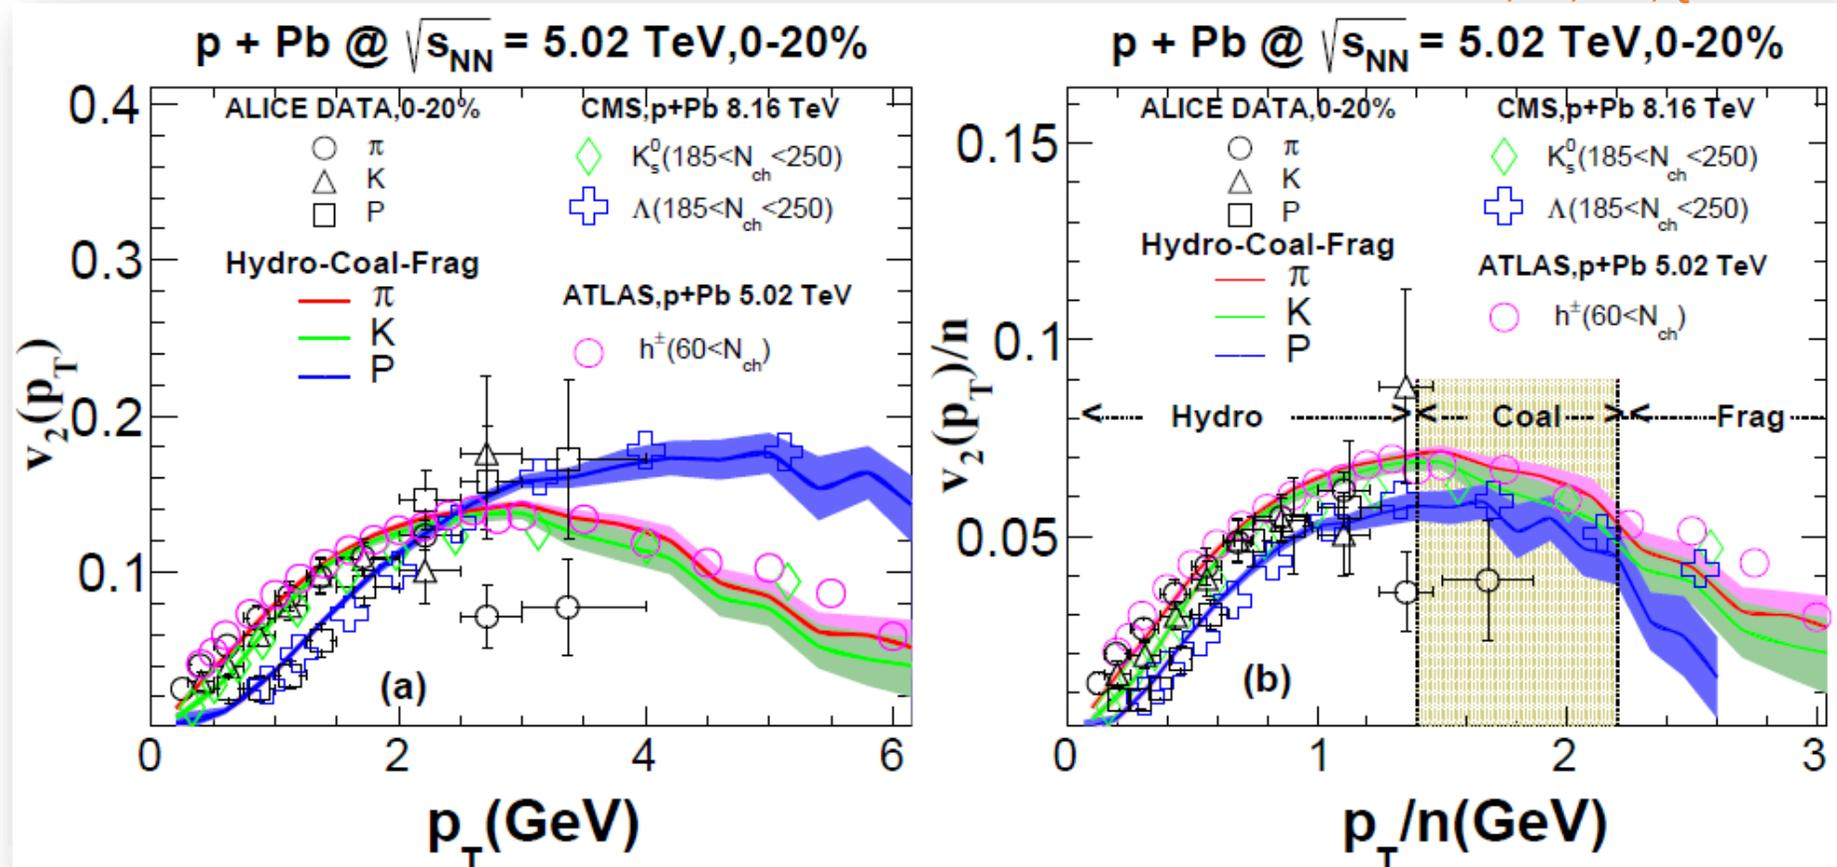 p + Pb @ √sNN = 5.02 TeV,0-20%
ALICE DATA,0-20%
π
K
P
CMS,p+Pb 8.16 TeV
K0s(185<Nch<250)
Λ(185<Nch<250)
Hydro-Coal-Frag
π
K
P
ATLAS,p+Pb 5.02 TeV
h±(60<Nch)
(a)
v2(pT)
0.4
0.3
0.2
0.1
0 2 4 6
pT(GeV)
p + Pb @ √sNN = 5.02 TeV,0-20%
ALICE DATA,0-20%
π
K
P
CMS,p+Pb 8.16 TeV
K0s(185<Nch<250)
Λ(185<Nch<250)
Hydro-Coal-Frag
π
K
P
ATLAS,p+Pb 5.02 TeV
h±(60<Nch)
< Hydro > < Coal > < Frag
(b)
v2(pT)/n
0.15
0.1
0.05
0 1 2 3
pT/n(GeV)